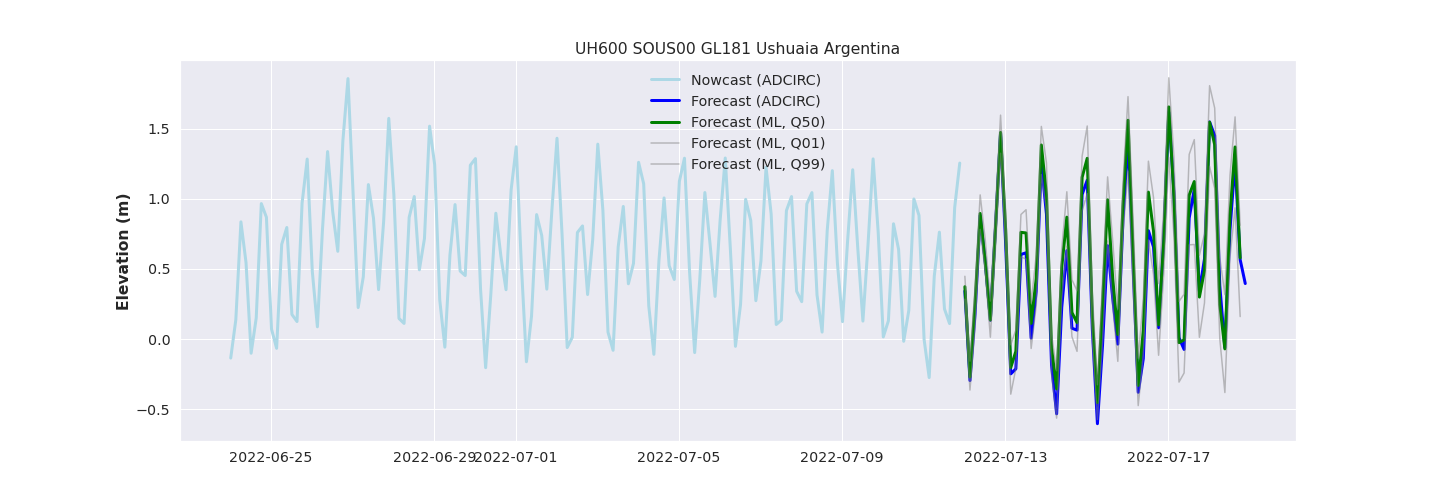 UH600 SOUS00 GL181 Ushuaia Argentina
Nowcast (ADCIRC)
Forecast (ADCIRC)
Forecast (ML, Q50)
Forecast (ML, Q01)
Forecast (ML, Q99)
Elevation (m)
1.5
1.0
0.5
0.0
−0.5
2022-06-25 2022-06-29 2022-07-01 2022-07-05 2022-07-09 2022-07-13 2022-07-17